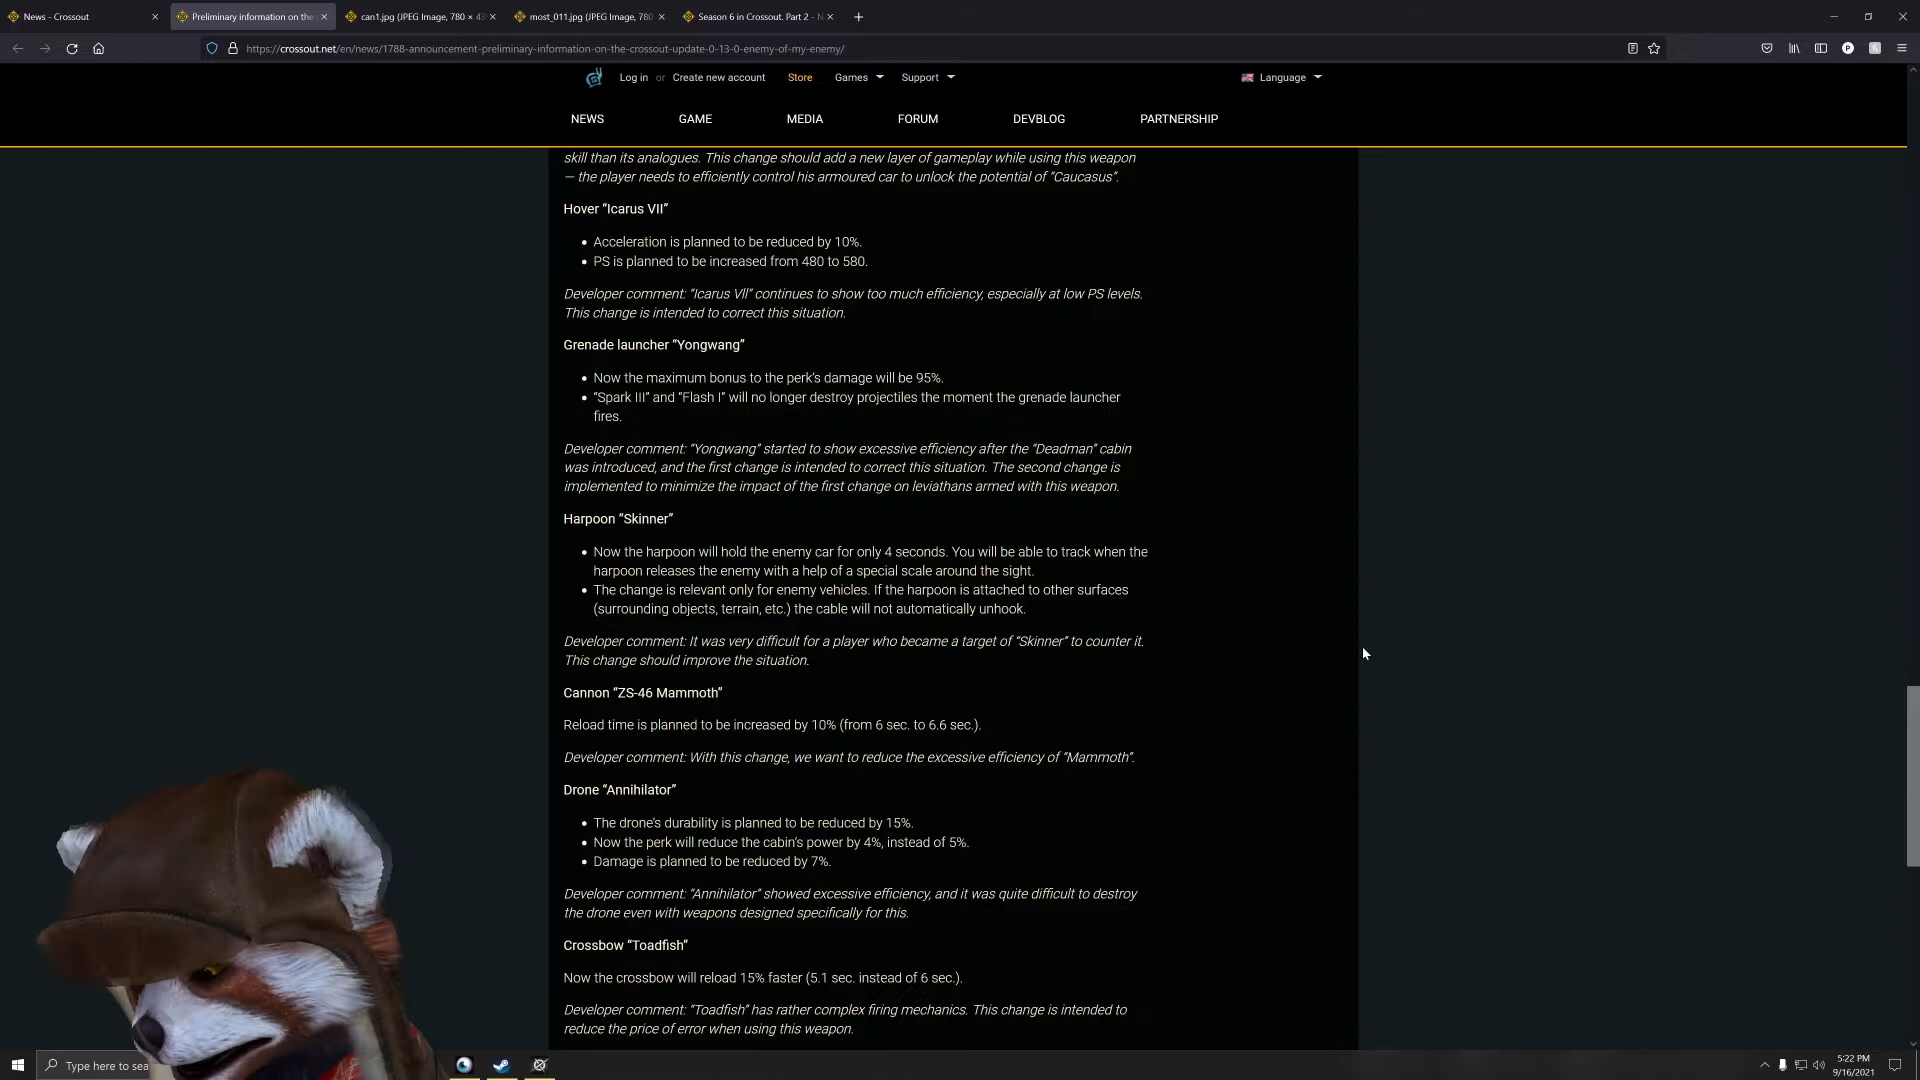 News - Crossout
Preliminary information on the
can1.jpg (JPEG Image, 780 × 43
most_011.jpg (JPEG Image, 780
Season 6 in Crossout. Part 2 - N
https://crossout.net/en/news/1788-announcement-preliminary-information-on-the-crossout-update-0-13-0-enemy-of-my-enemy/
Log in or Create new account Store Games Support Language
NEWS GAME MEDIA FORUM DEVBLOG PARTNERSHIP
skill than its analogues. This change should add a new layer of gameplay while using this weapon
— the player needs to efficiently control his armoured car to unlock the potential of “Caucasus”.
Hover “Icarus VII”
Acceleration is planned to be reduced by 10%.
PS is planned to be increased from 480 to 580.
Developer comment: “Icarus VII” continues to show too much efficiency, especially at low PS levels.
This change is intended to correct this situation.
Grenade launcher “Yongwang”
Now the maximum bonus to the perk’s damage will be 95%.
“Spark III” and “Flash I” will no longer destroy projectiles the moment the grenade launcher
fires.
Developer comment: “Yongwang” started to show excessive efficiency after the “Deadman” cabin
was introduced, and the first change is intended to correct this situation. The second change is
implemented to minimize the impact of the first change on leviathans armed with this weapon.
Harpoon “Skinner”
Now the harpoon will hold the enemy car for only 4 seconds. You will be able to track when the
harpoon releases the enemy with a help of a special scale around the sight.
The change is relevant only for enemy vehicles. If the harpoon is attached to other surfaces
(surrounding objects, terrain, etc.) the cable will not automatically unhook.
Developer comment: It was very difficult for a player who became a target of “Skinner” to counter it.
This change should improve the situation.
Cannon “ZS-46 Mammoth”
Reload time is planned to be increased by 10% (from 6 sec. to 6.6 sec.).
Developer comment: With this change, we want to reduce the excessive efficiency of “Mammoth”.
Drone “Annihilator”
The drone’s durability is planned to be reduced by 15%.
Now the perk will reduce the cabin’s power by 4%, instead of 5%.
Damage is planned to be reduced by 7%.
Developer comment: “Annihilator” showed excessive efficiency, and it was quite difficult to destroy
the drone even with weapons designed specifically for this.
Crossbow “Toadfish”
Now the crossbow will reload 15% faster (5.1 sec. instead of 6 sec.).
Developer comment: “Toadfish” has rather complex firing mechanics. This change is intended to
reduce the price of error when using this weapon.
Type here to sea
5:22 PM
9/16/2021